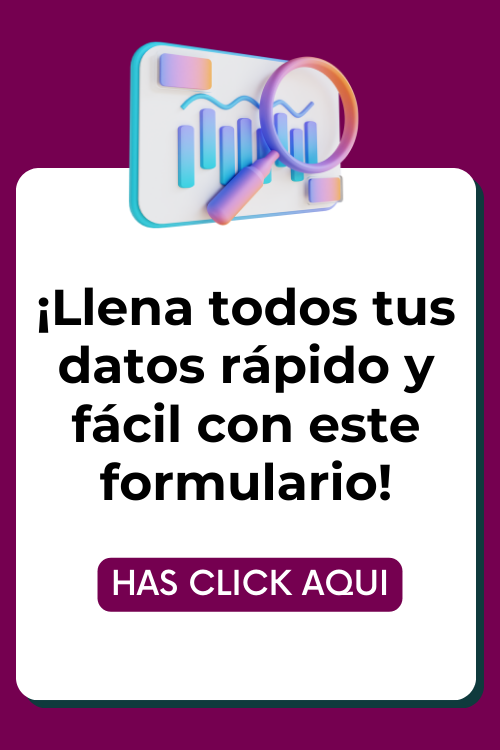 ¡Llena todos tus
datos rápido y
fácil con este
formulario!
HAS CLICK AQUI